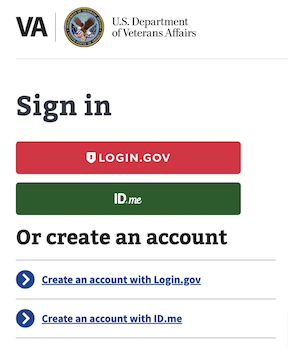 VA
U.S. Department
of Veterans Affairs
Sign in
LOGIN.GOV
ID.me
Or create an account
Create an account with Login.gov
Create an account with ID.me